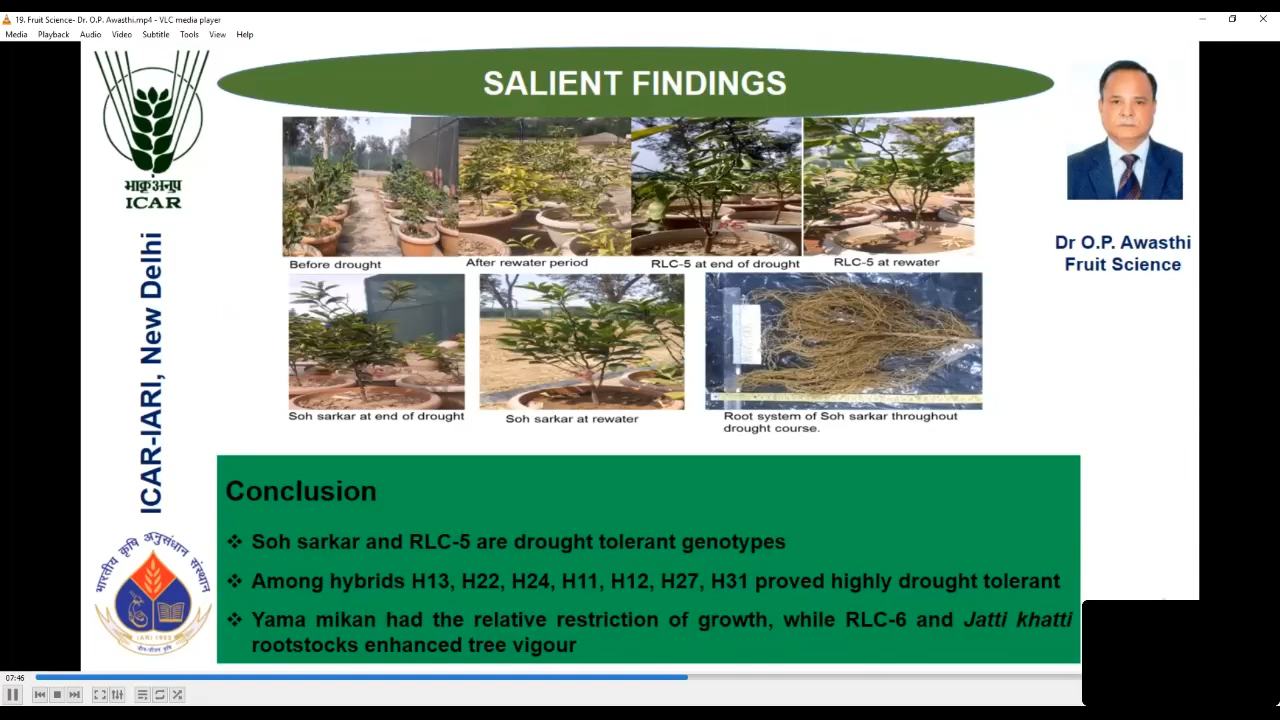 19. Fruit Science- Dr. O.P. Awasthi.mp4 - VLC media player
Media Playback Audio Video Subtitle Tools View Help
SALIENT FINDINGS
भाकृअनुप
ICAR
ICAR-IARI, New Delhi
भारतीय कृषि अनुसंधान संस्थान
IARI 1905
Dr O.P. Awasthi
Fruit Science
Before drought
After rewater period
RLC-5 at end of drought
RLC-5 at rewater
Soh sarkar at end of drought
Soh sarkar at rewater
Root system of Soh sarkar throughout
drought course.
Conclusion
❖ Soh sarkar and RLC-5 are drought tolerant genotypes
❖ Among hybrids H13, H22, H24, H11, H12, H27, H31 proved highly drought tolerant
❖ Yama mikan had the relative restriction of growth, while RLC-6 and Jatti khatti
rootstocks enhanced tree vigour
07:46